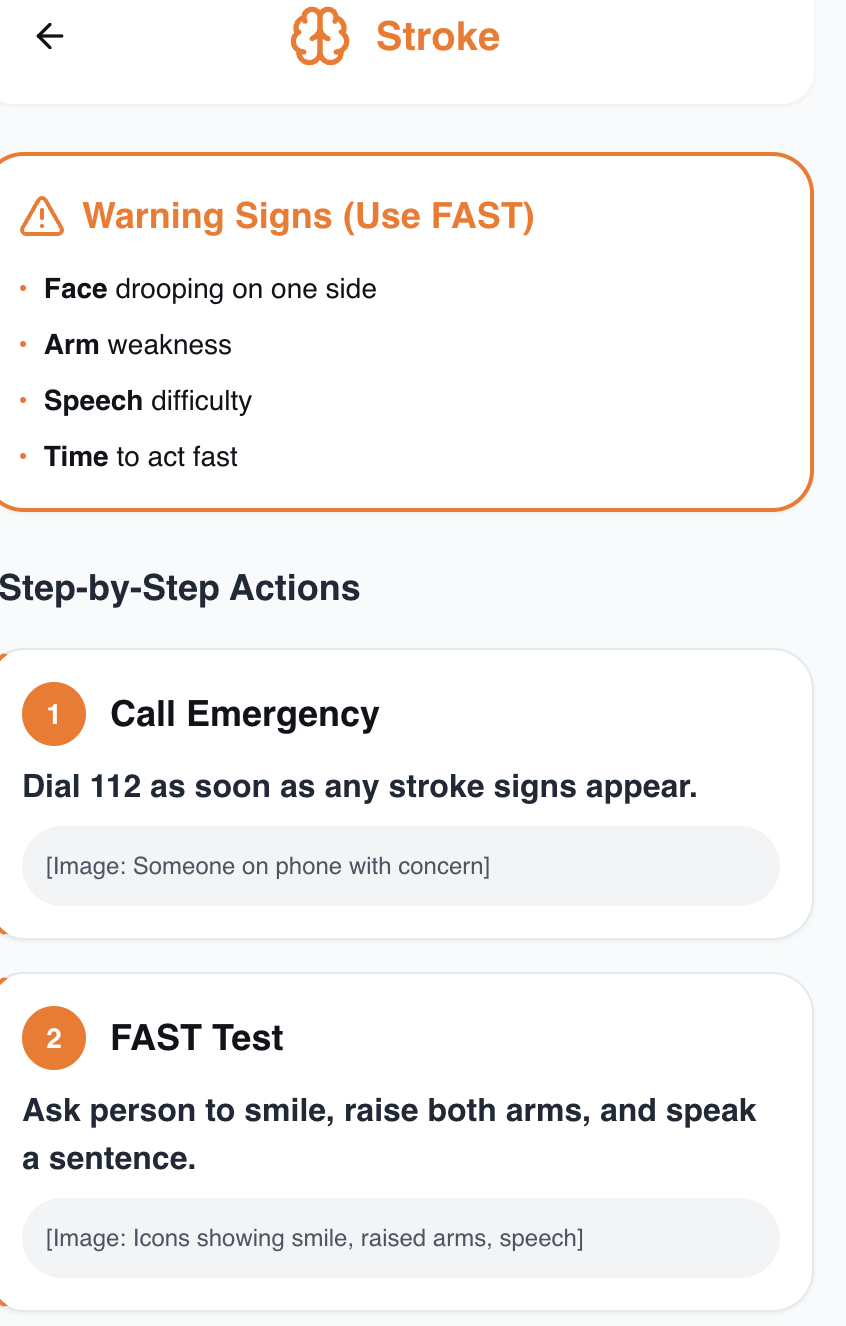 Stroke
Warning Signs (Use FAST)
• Face drooping on one side
• Arm weakness
• Speech difficulty
• Time to act fast
Step-by-Step Actions
1 Call Emergency
Dial 112 as soon as any stroke signs appear.
[Image: Someone on phone with concern]
2 FAST Test
Ask person to smile, raise both arms, and speak
a sentence.
[Image: Icons showing smile, raised arms, speech]